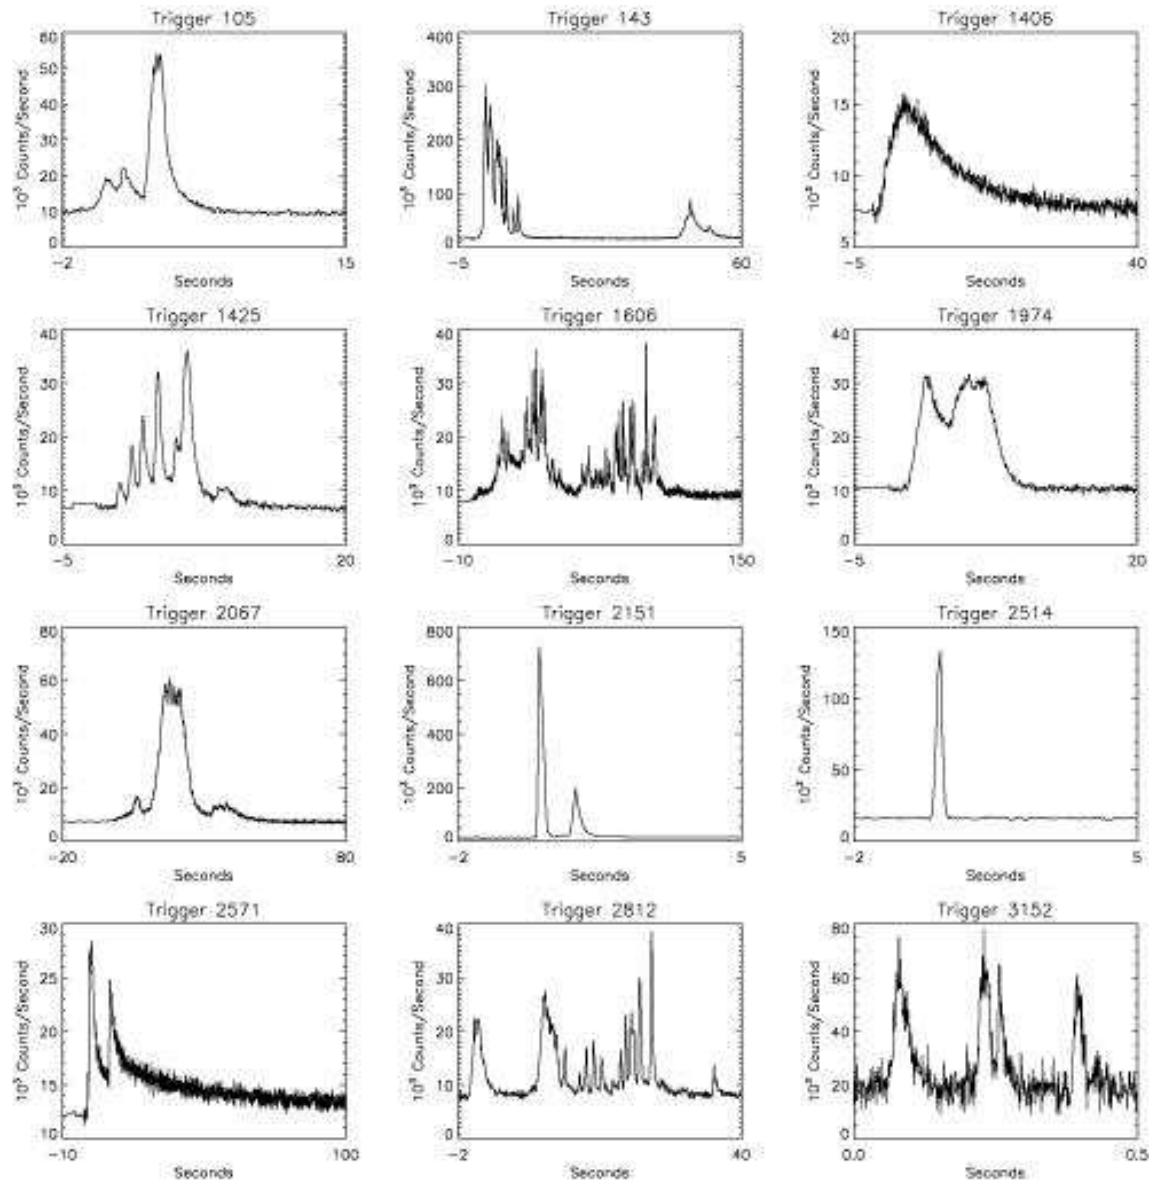 Trigger 105
60
50
40
30
20
10
0
10³ Counts/Second
-2
15
Seconds
Trigger 143
400
300
200
100
0
10³ Counts/Second
-5
60
Seconds
Trigger 1406
20
15
10
5
10³ Counts/Second
-5
40
Seconds
Trigger 1425
40
30
20
10
0
10³ Counts/Second
-5
20
Seconds
Trigger 1606
40
30
20
10
0
10³ Counts/Second
-10
150
Seconds
Trigger 1974
40
30
20
10
0
10³ Counts/Second
-5
20
Seconds
Trigger 2067
80
60
40
20
0
10³ Counts/Second
-20
80
Seconds
Trigger 2151
800
600
400
200
0
10³ Counts/Second
-2
5
Seconds
Trigger 2514
150
100
50
0
10³ Counts/Second
-2
5
Seconds
Trigger 2571
30
25
20
15
10
10³ Counts/Second
-10
100
Seconds
Trigger 2812
40
30
20
10
0
10³ Counts/Second
-2
40
Seconds
Trigger 3152
80
60
40
20
0
10³ Counts/Second
0.0
0.5
Seconds